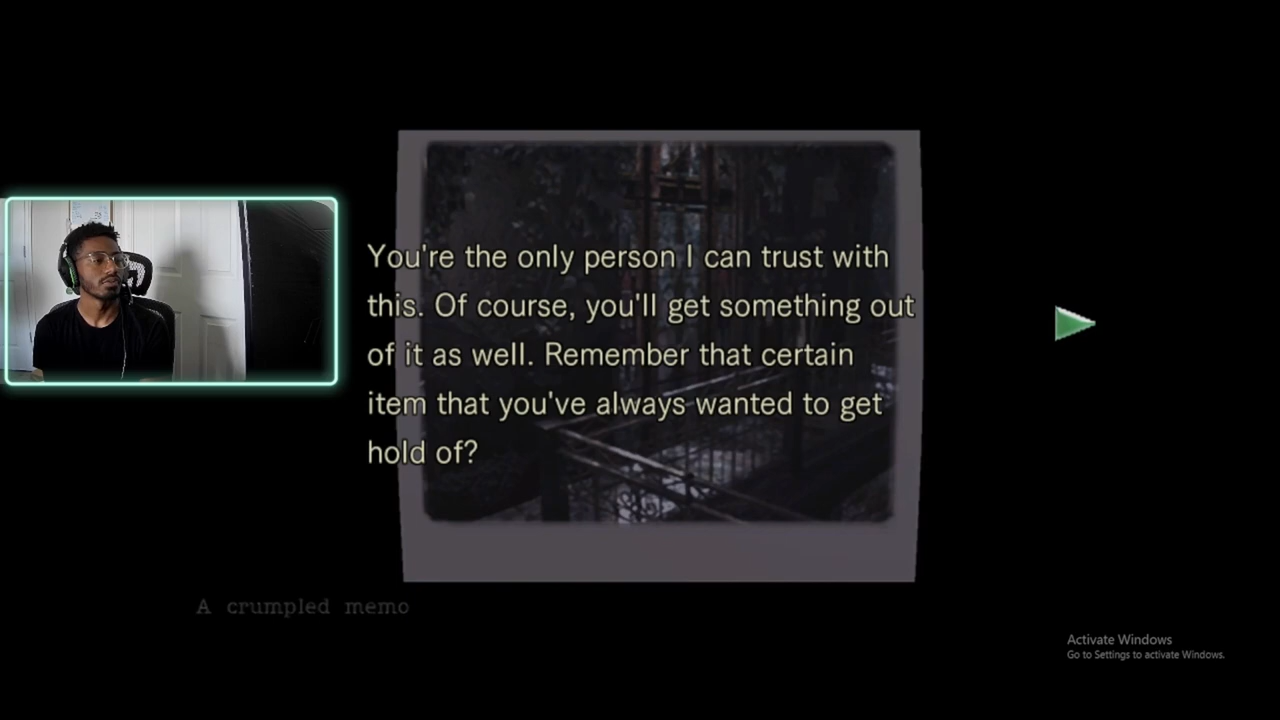 You're the only person I can trust with
this. Of course, you'll get something out
of it as well. Remember that certain
item that you've always wanted to get
hold of?
A crumpled memo
Activate Windows
Go to Settings to activate Windows.